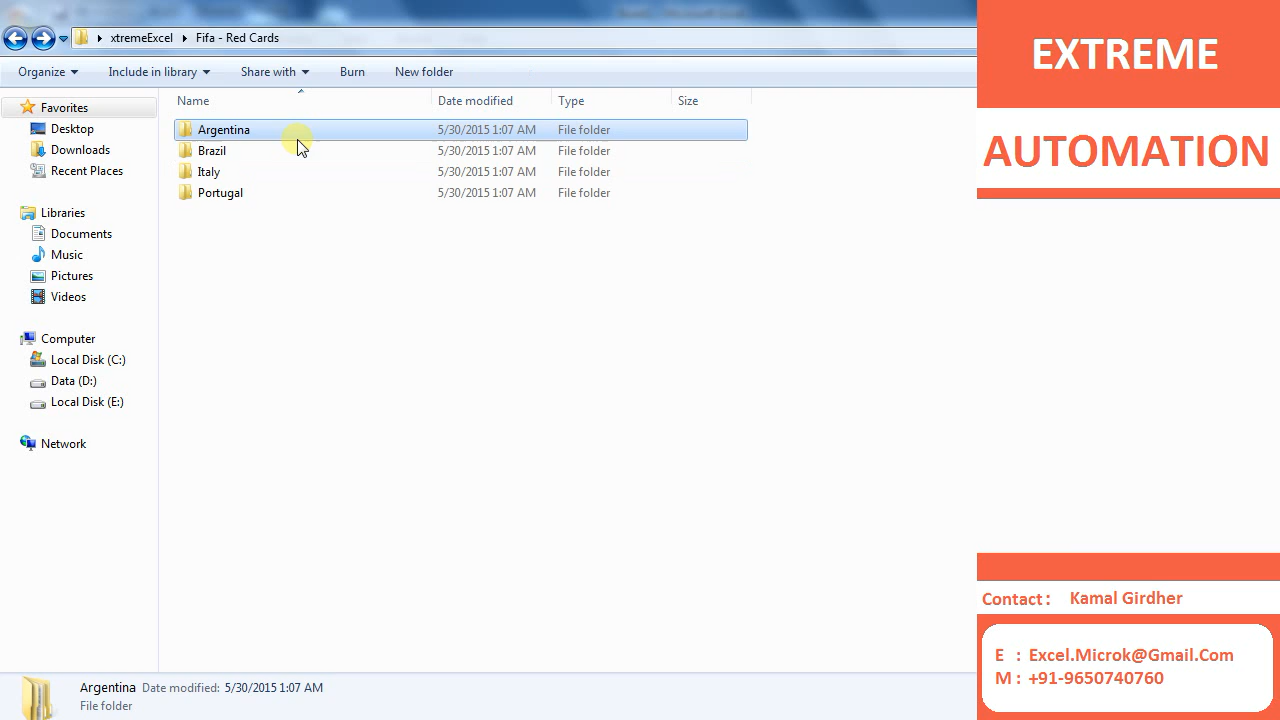 xtremeExcel Fifa - Red Cards
Organize Include in library Share with Burn New folder
Name Date modified Type Size
Favorites
Desktop
Downloads
Recent Places
Libraries
Documents
Music
Pictures
Videos
Computer
Local Disk (C:)
Data (D:)
Local Disk (E:)
Network
Argentina 5/30/2015 1:07 AM File folder
Brazil 5/30/2015 1:07 AM File folder
Italy 5/30/2015 1:07 AM File folder
Portugal 5/30/2015 1:07 AM File folder
Argentina Date modified: 5/30/2015 1:07 AM
File folder
EXTREME
AUTOMATION
Contact : Kamal Girdher
E : Excel.Microk@Gmail.Com
M : +91-9650740760